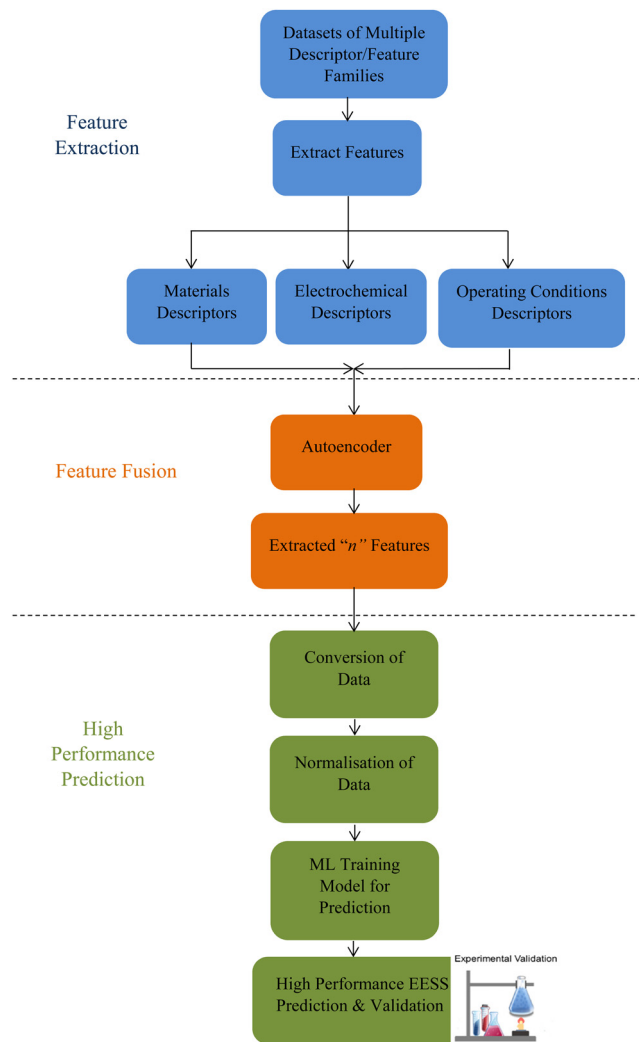 Datasets of Multiple
Descriptor/Feature
Families
Feature
Extraction
Extract Features
Materials
Descriptors
Electrochemical
Descriptors
Operating Conditions
Descriptors
Autoencoder
Feature Fusion
Extracted “n” Features
Conversion of
Data
High
Performance
Prediction
Normalisation of
Data
ML Training
Model for
Prediction
Experimental Validation
High Performance EESS
Prediction & Validation